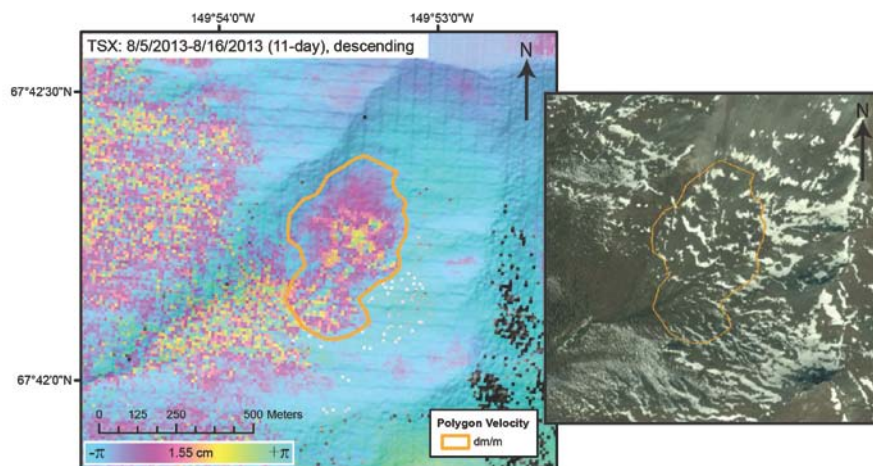 149°54'0"W 149°53'0"W
TSX: 8/5/2013-8/16/2013 (11-day), descending
N
67°42'30"N
N
67°42'0"N
0 125 250 500 Meters
Polygon Velocity
dm/m
-π 1.55 cm +π